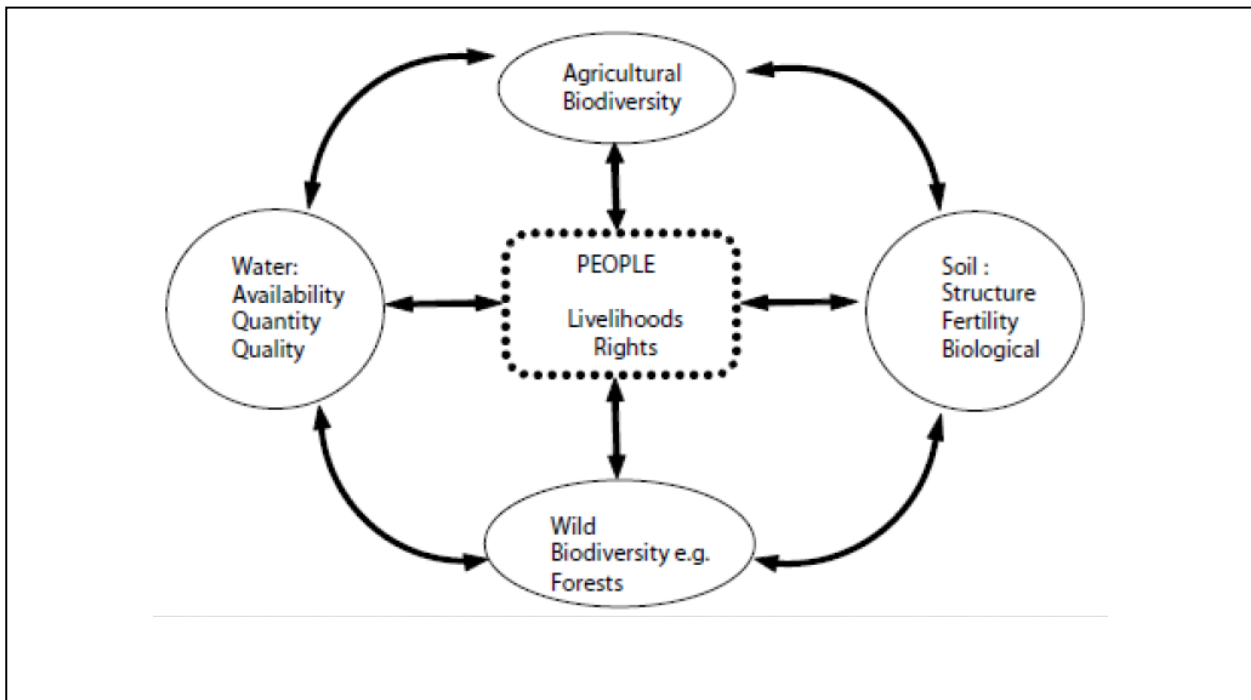 Agricultural
Biodiversity
Water:
Availability
Quantity
Quality
PEOPLE
Livelihoods
Rights
Soil :
Structure
Fertility
Biological
Wild
Biodiversity e.g.
Forests